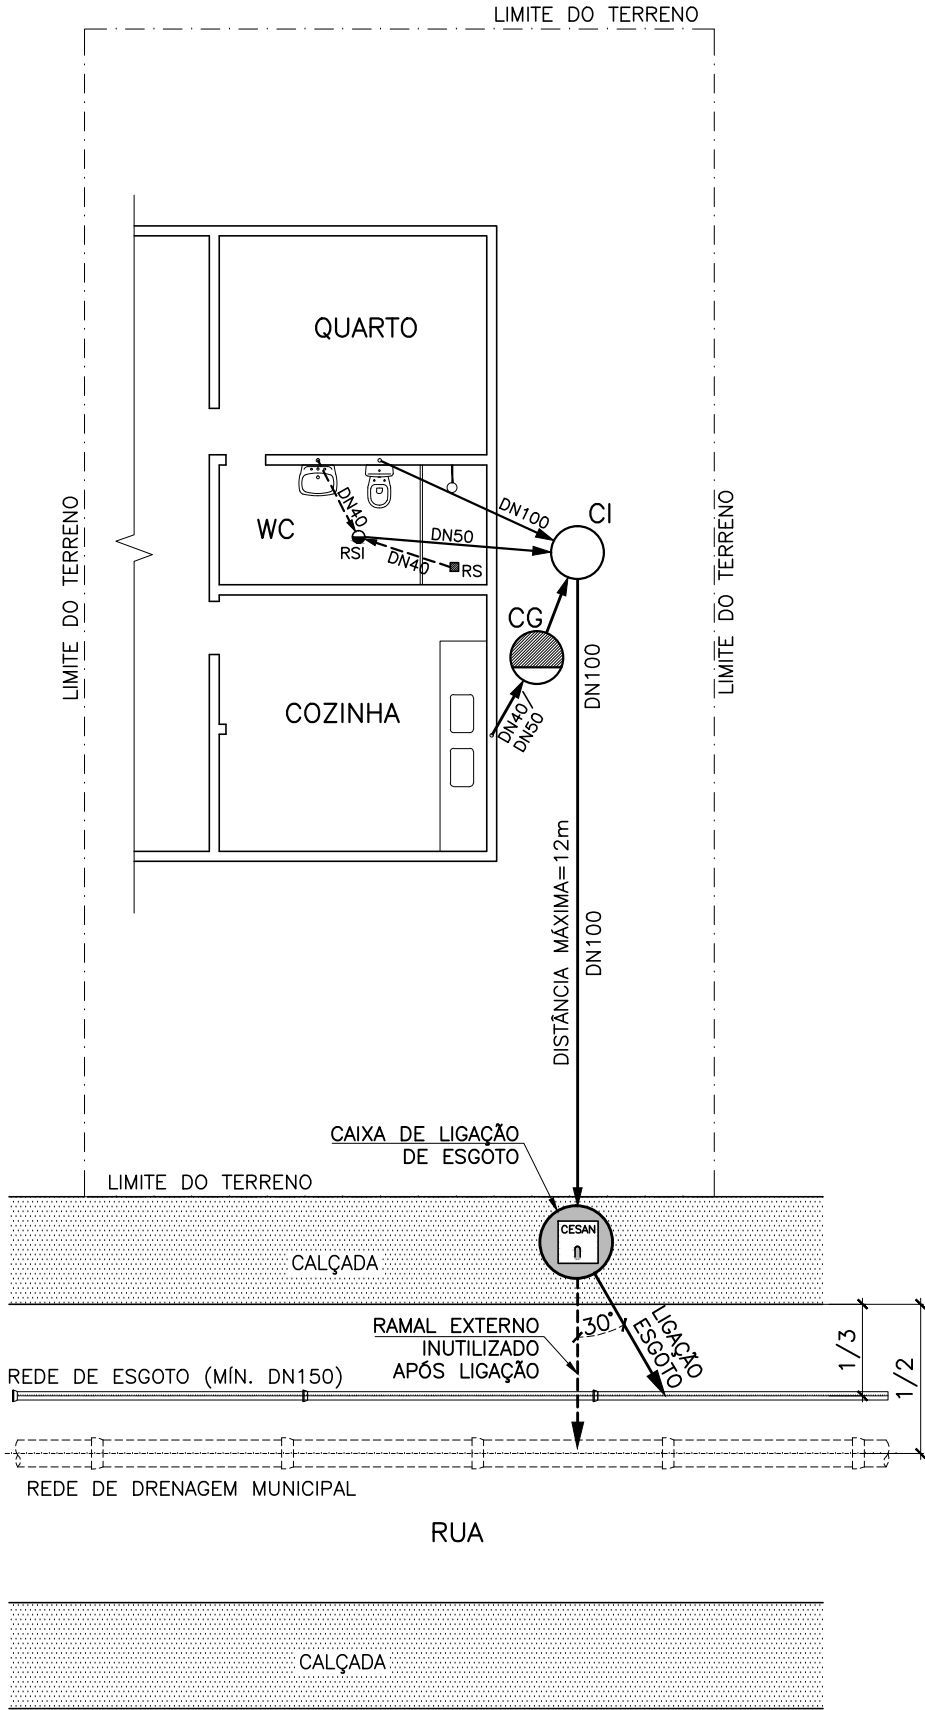 LIMITE DO TERRENO
QUARTO
DN100
CI
WC
DN40
DN50
RSI
DN40
RS
LIMITE DO TERRENO
LIMITE DO TERRENO
CG
DN100
COZINHA
DN40/
DN50
DISTÂNCIA MÁXIMA=12m
DN100
CAIXA DE LIGAÇÃO
DE ESGOTO
LIMITE DO TERRENO
CESAN
CALÇADA
RAMAL EXTERNO
INUTILIZADO
APÓS LIGAÇÃO
30°
LIGAÇÃO
ESGOTO
1/3
1/2
REDE DE ESGOTO (MÍN. DN150)
REDE DE DRENAGEM MUNICIPAL
RUA
CALÇADA